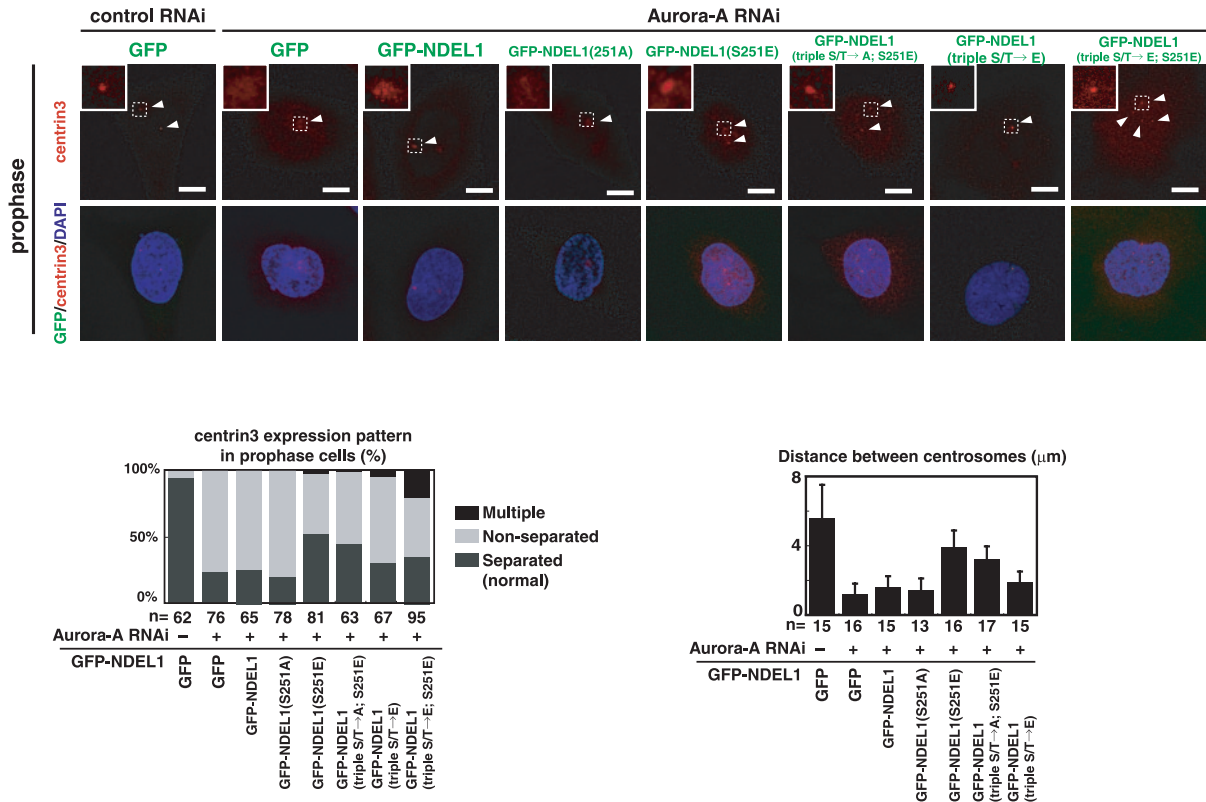 control RNAi
Aurora-A RNAi
GFP
GFP
GFP-NDEL1
GFP-NDEL1(251A)
GFP-NDEL1(S251E)
GFP-NDEL1
(triple S/T→A; S251E)
GFP-NDEL1
(triple S/T→E)
GFP-NDEL1
(triple S/T→E; S251E)
prophase
centrin3
GFP/centrin3/DAPI
centrin3 expression pattern
in prophase cells (%)
100%
50%
0%
Multiple
Non-separated
Separated
(normal)
n= 62 76 65 78 81 63 67 95
Aurora-A RNAi – + + + + + + +
GFP-NDEL1
GFP
GFP
GFP-NDEL1
GFP-NDEL1(S251A)
GFP-NDEL1(S251E)
GFP-NDEL1
(triple S/T→A; S251E)
GFP-NDEL1
(triple S/T→E)
GFP-NDEL1
(triple S/T→E; S251E)
Distance between centrosomes (μm)
8
4
0
n= 15 16 15 13 16 17 15
Aurora-A RNAi – + + + + + +
GFP-NDEL1
GFP
GFP
GFP-NDEL1
GFP-NDEL1(S251A)
GFP-NDEL1(S251E)
GFP-NDEL1
(triple S/T→A; S251E)
GFP-NDEL1
(triple S/T→E)